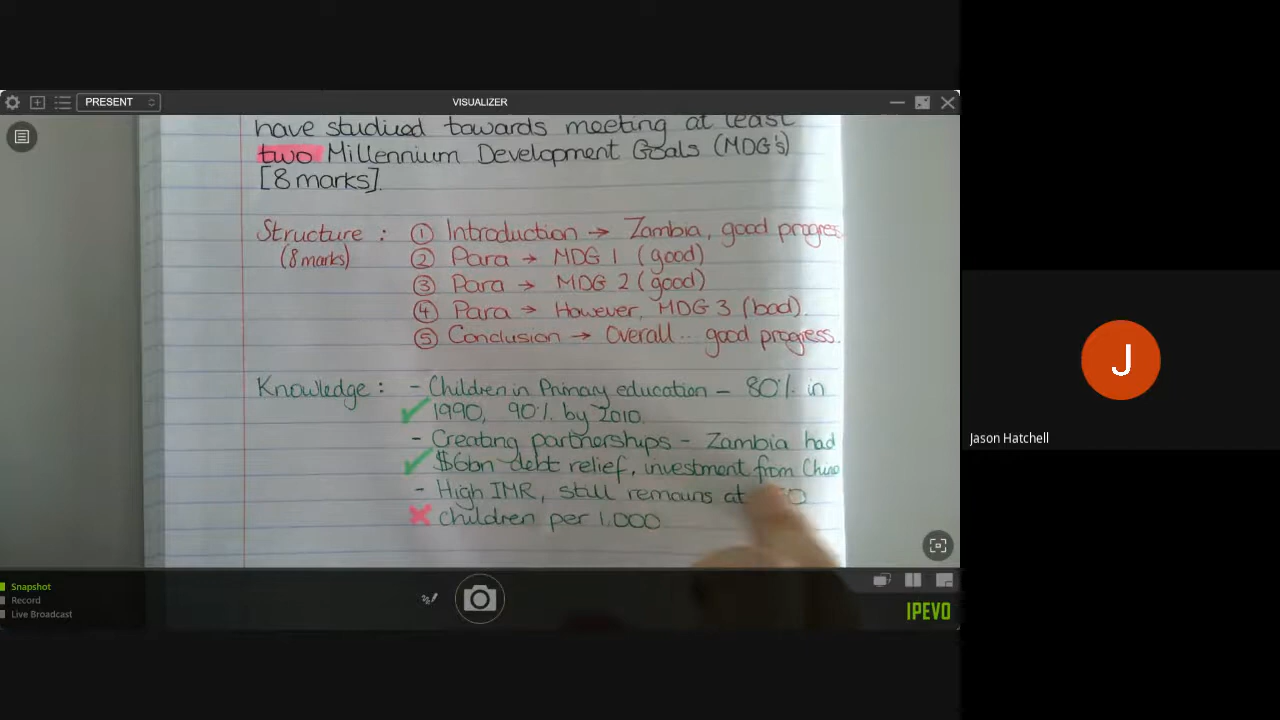 PRESENT
VISUALIZER
have studied towards meeting at least
two Millennium Development Goals (MDG's)
[8 marks].
Structure : ① Introduction → Zambia, good progres
(8 marks) ② Para → MDG 1 (good)
③ Para → MDG 2 (good)
④ Para → However, MDG 3 (bad).
⑤ Conclusion → Overall.. good progress.
Knowledge : - Children in Primary education - 80% in
✓ 1990, 90% by 2010.
- Creating partnerships - Zambia had
✓ $6bn debt relief, investment from China
- High IMR, still remains at
✗ children per 1,000
Snapshot
Record
Live Broadcast
IPEVO
J
Jason Hatchell